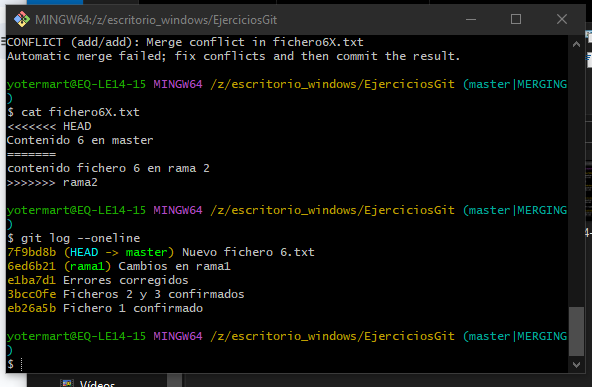 MINGW64:/z/escritorio_windows/EjerciciosGit
CONFLICT (add/add): Merge conflict in fichero6X.txt
Automatic merge failed; fix conflicts and then commit the result.
yotermart@EQ-LE14-15 MINGW64 /z/escritorio_windows/EjerciciosGit (master|MERGING
)
$ cat fichero6X.txt
<<<<<<< HEAD
Contenido 6 en master
=======
contenido fichero 6 en rama 2
>>>>>>> rama2
yotermart@EQ-LE14-15 MINGW64 /z/escritorio_windows/EjerciciosGit (master|MERGING
)
$ git log --oneline
7f9bd8b (HEAD -> master) Nuevo fichero 6.txt
6ed6b21 (rama1) Cambios en rama1
e1ba7d1 Errores corregidos
3bcc0fe Ficheros 2 y 3 confirmados
eb26a5b Fichero 1 confirmado
yotermart@EQ-LE14-15 MINGW64 /z/escritorio_windows/EjerciciosGit (master|MERGING
)
$
Vídeos